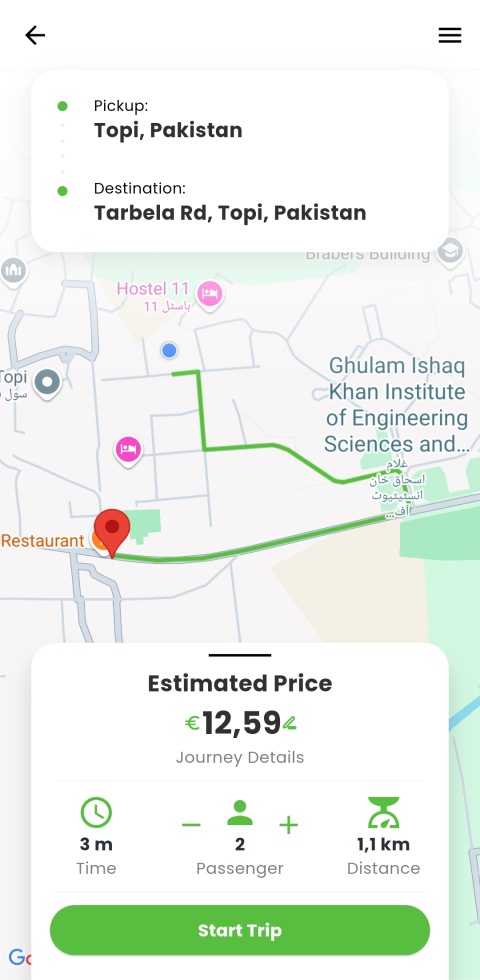 Pickup:
Topi, Pakistan
Destination:
Tarbela Rd, Topi, Pakistan
Brabers Building
Hostel 11
باسٹل 11
Topi
Ghulam Ishaq
Khan Institute
of Engineering
Sciences and...
غلام
اسحاق خان
انسٹیٹیوٹ
آف...
Restaurant
Estimated Price
€12,59
Journey Details
3 m
2
1,1 km
Time
Passenger
Distance
Start Trip